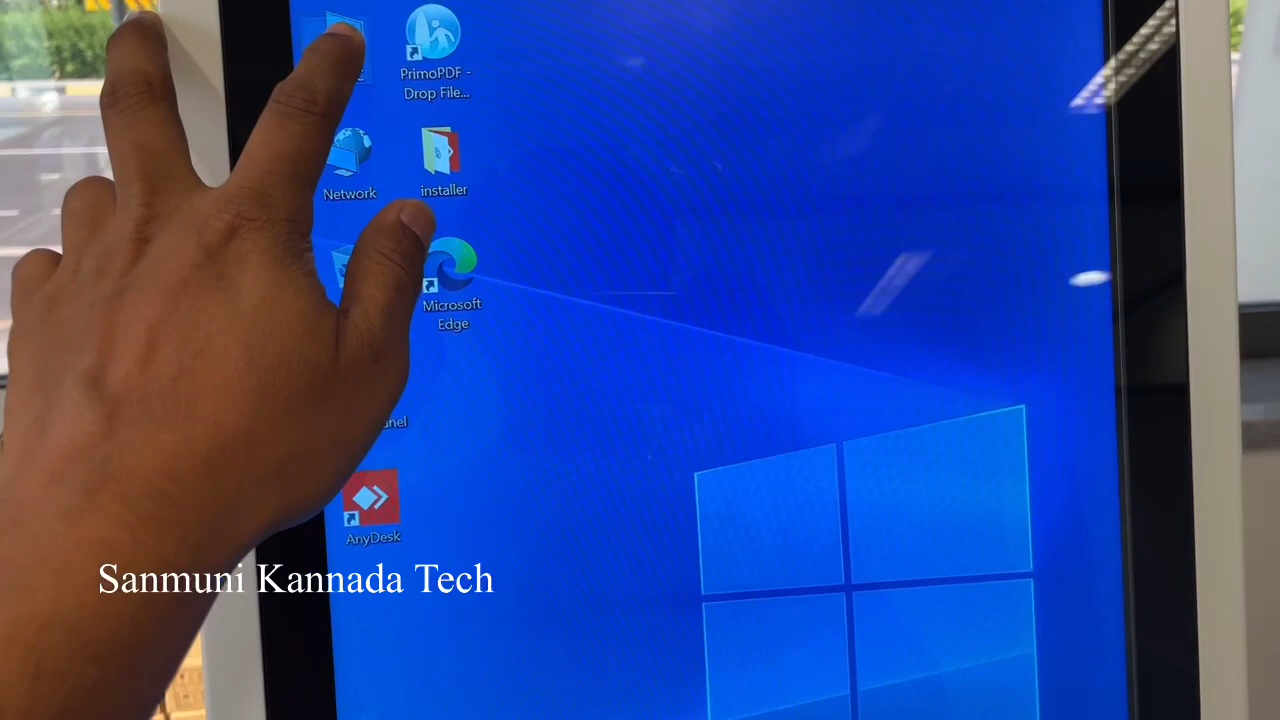 PrimoPDF -
Drop File...
Network
installer
Microsoft
Edge
AnyDesk
Sanmuni Kannada Tech